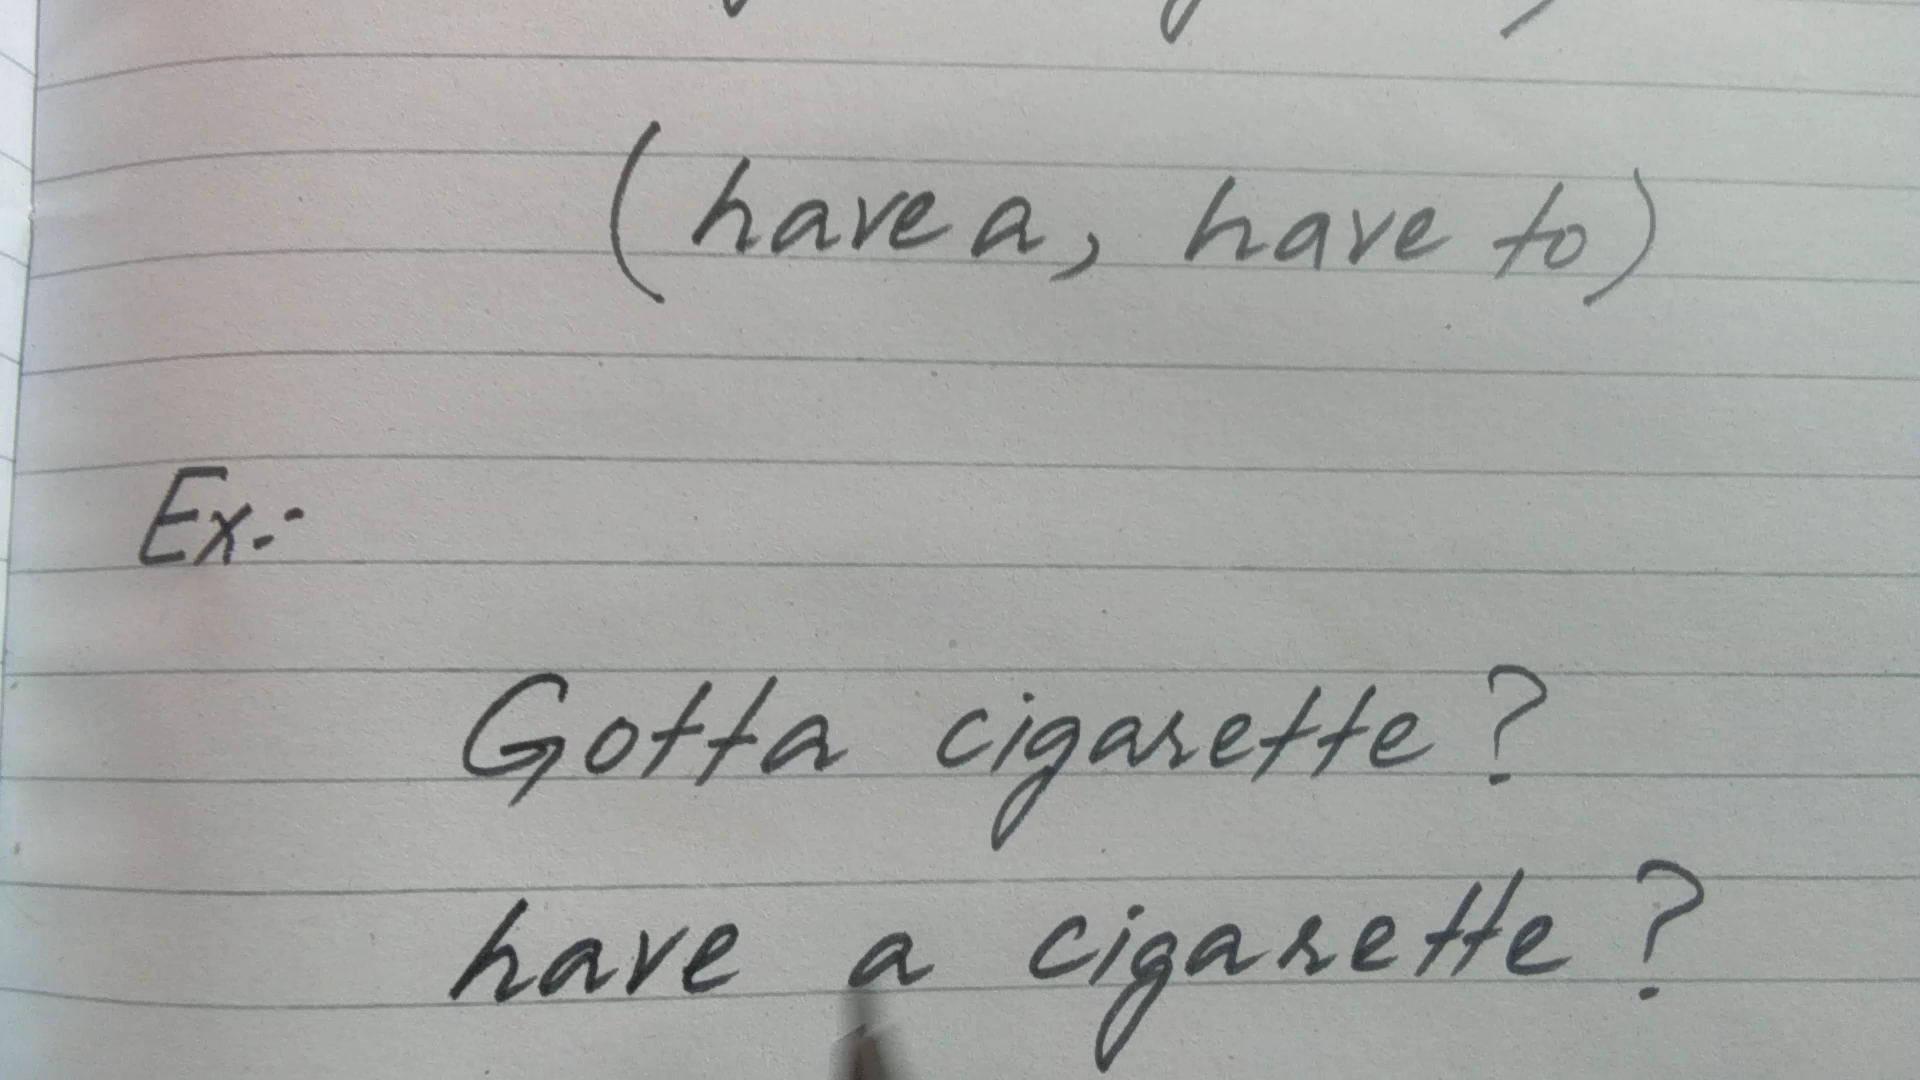 (have a, have to)
Ex:-
Gotta cigarette?
have a cigarette?